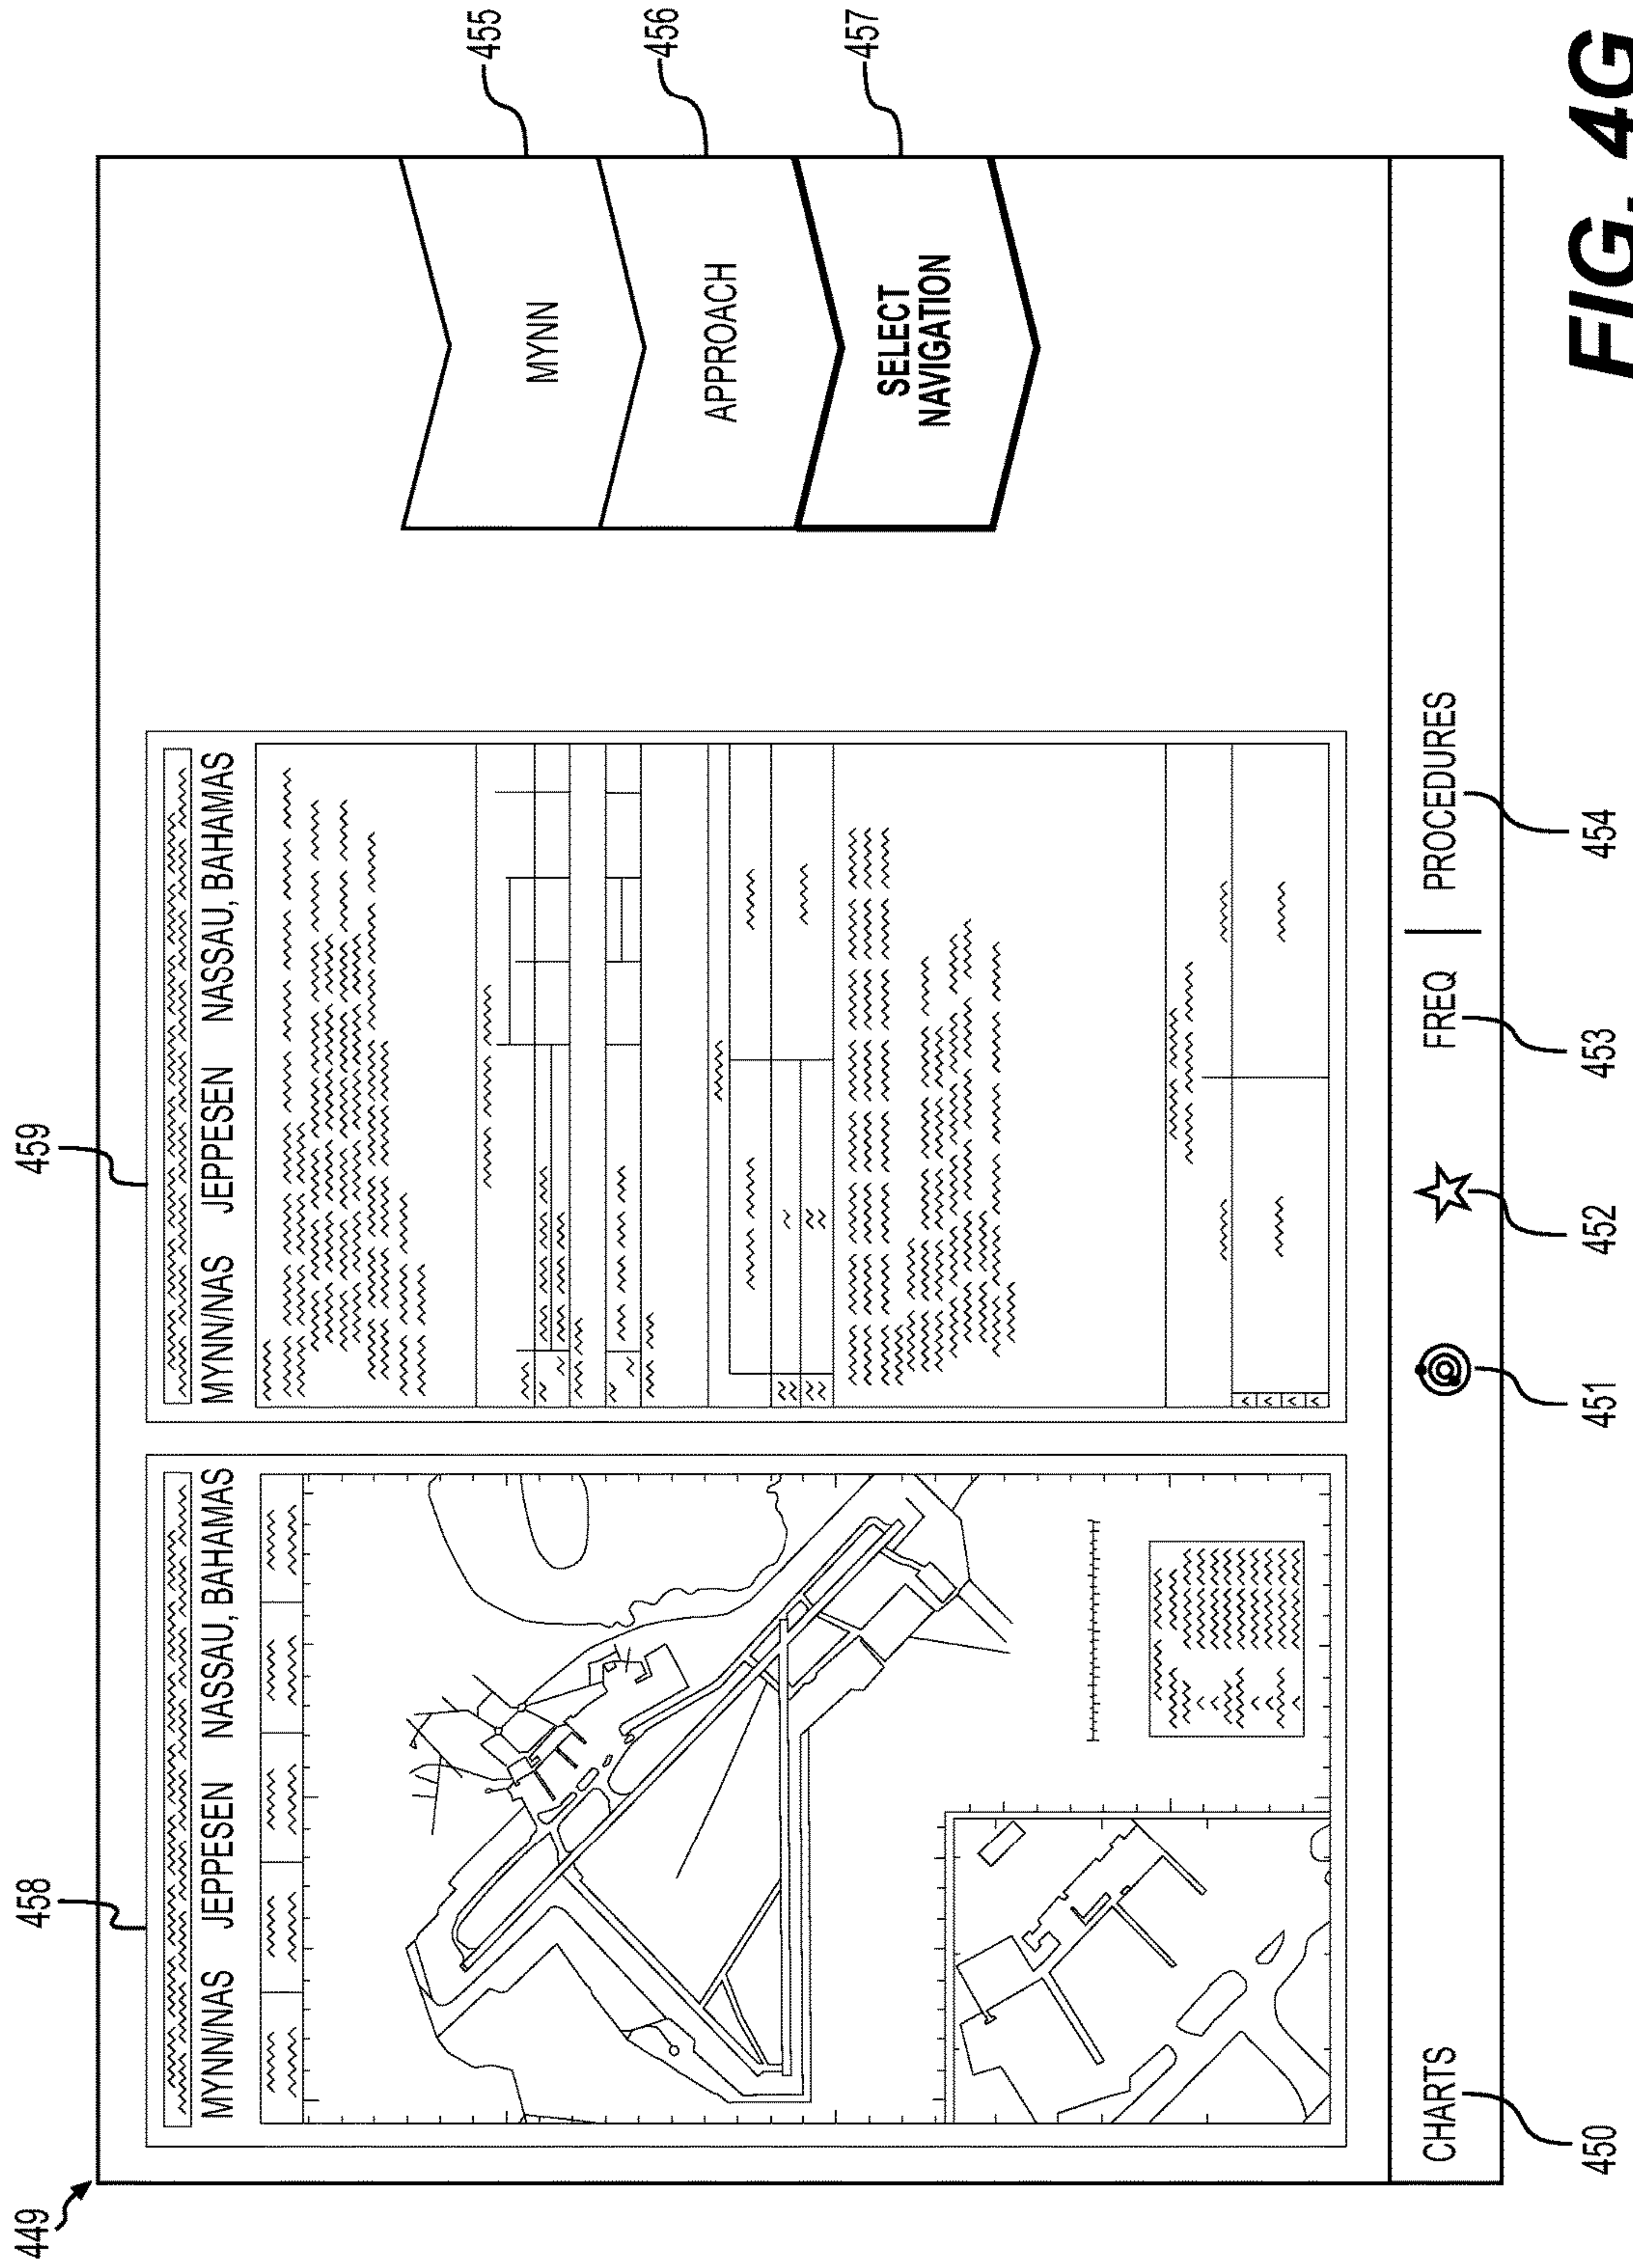 449
458
459
MYNN/NAS JEPPESEN NASSAU, BAHAMAS
MYNN/NAS JEPPESEN NASSAU, BAHAMAS
MYNN
455
APPROACH
456
SELECT
NAVIGATION
457
CHARTS
FREQ
PROCEDURES
450
451
452
453
454
FIG. 4G